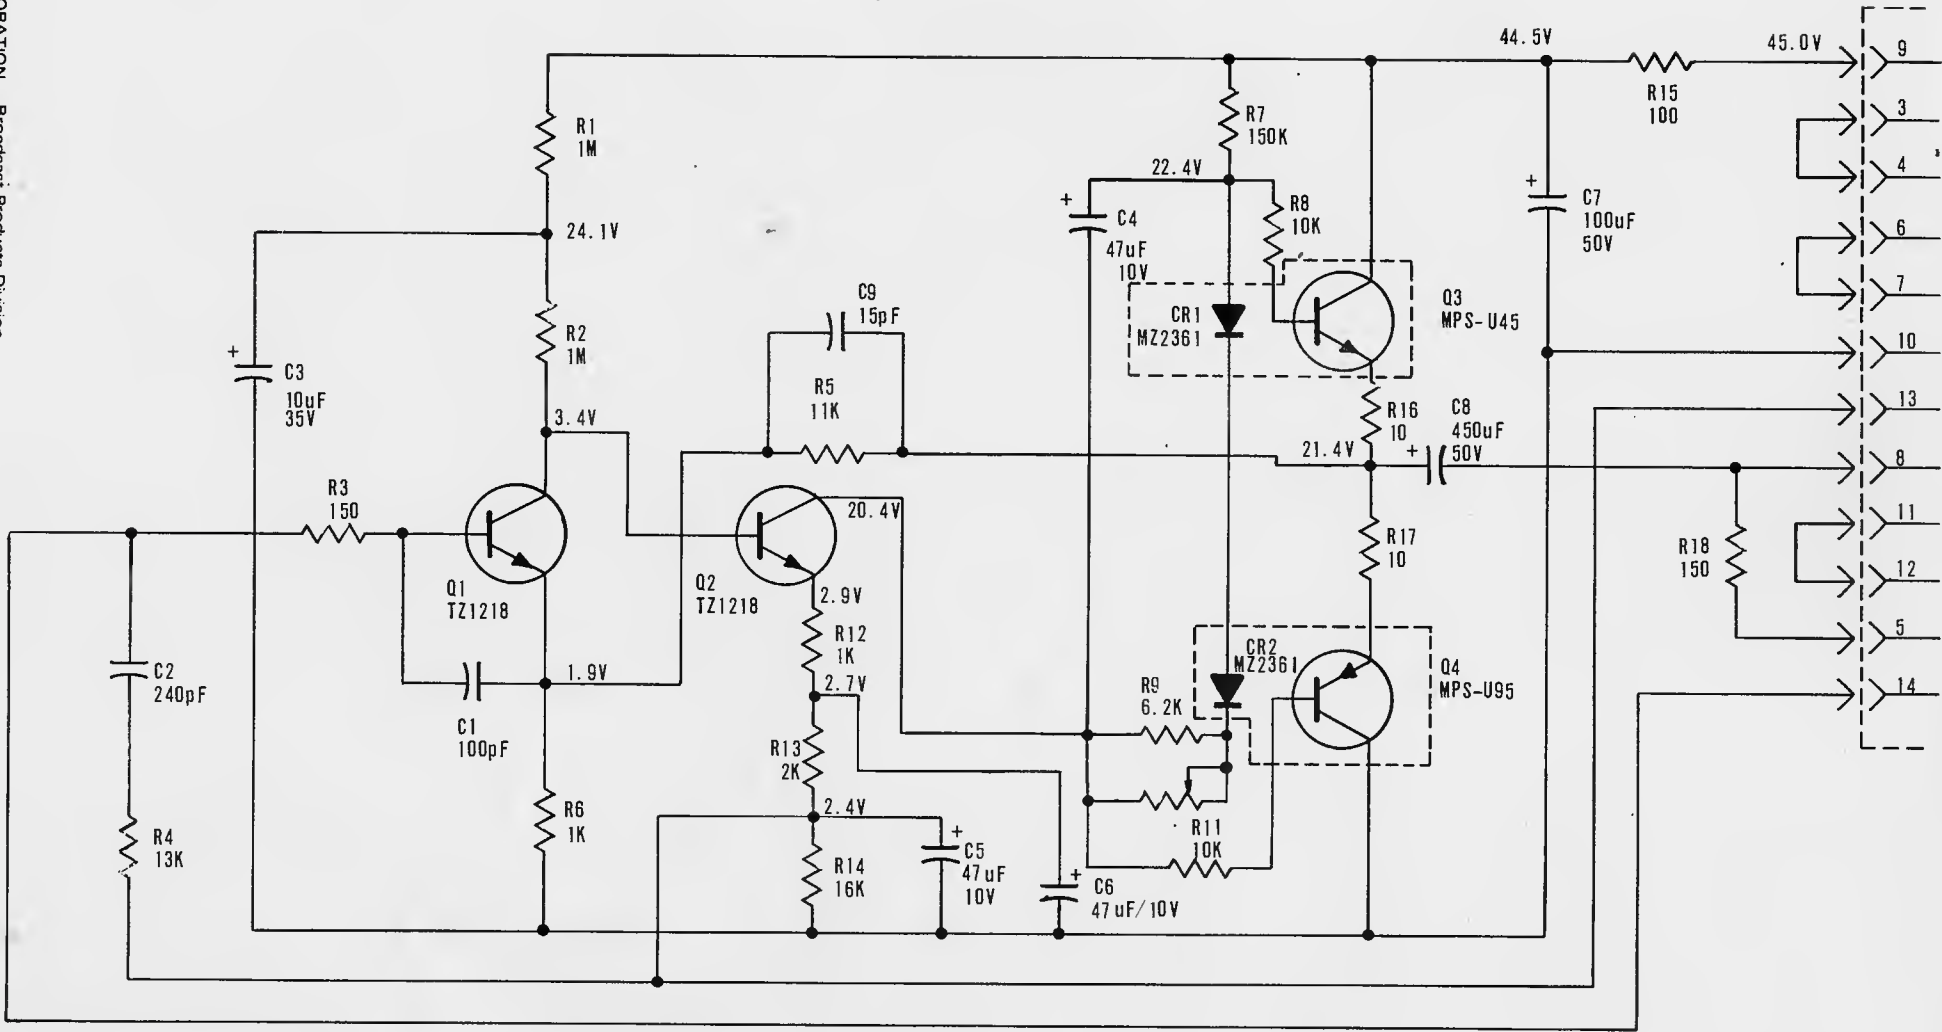 ORATION Broadcast Products Division
44.5V
45.0V
9
R15
100
3
4
6
7
10
13
8
11
12
5
14
R1
1M
24.1V
R7
150K
22.4V
+
C4
47uF
10V
R8
10K
+
C7
100uF
50V
CR1
MZ2361
Q3
MPS-U45
C9
15pF
R2
1M
+
C3
10uF
35V
R5
11K
3.4V
R16
10
C8
450uF
50V
21.4V
+
R3
150
20.4V
R17
10
R18
150
Q1
TZ1218
Q2
TZ1218
2.9V
R12
1K
CR2
MZ2361
Q4
MPS-U95
C2
240pF
1.9V
2.7V
R9
6.2K
C1
100pF
R13
2K
R4
13K
R6
1K
2.4V
+
C5
47uF
10V
R14
16K
R11
10K
+
C6
47uF/10V